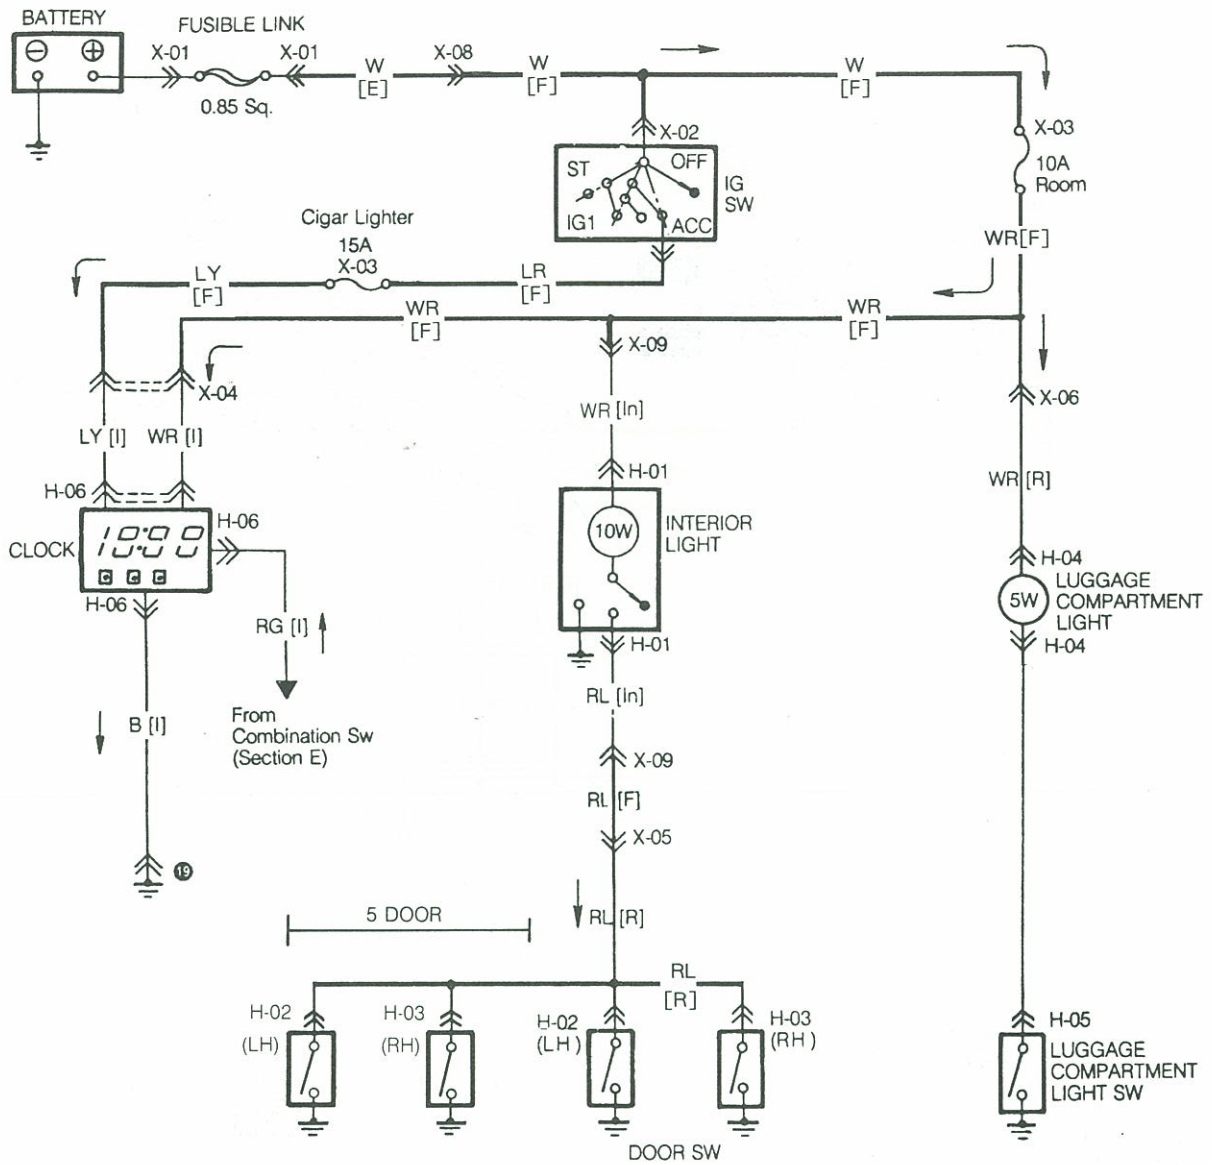 BATTERY
FUSIBLE LINK
X-01
X-01
X-08
W
[E]
W
[F]
W
[F]
0.85 Sq.
X-02
X-03
10A
Room
ST
OFF
IG
SW
IG1
ACC
Cigar Lighter
15A
X-03
WR[F]
LY
[F]
LR
[F]
WR
[F]
WR
[F]
X-09
X-04
X-06
WR [In]
LY [I]
WR [I]
H-01
WR [R]
H-06
H-06
10W
INTERIOR
LIGHT
CLOCK
18:00
H-04
LUGGAGE
COMPARTMENT
LIGHT
5W
H-06
RG [I]
H-01
H-04
RL [In]
B [I]
From
Combination Sw
(Section E)
X-09
RL [F]
X-05
19
5 DOOR
RL [R]
RL
[R]
H-02
(LH)
H-03
(RH)
H-02
(LH)
H-03
(RH)
H-05
LUGGAGE
COMPARTMENT
LIGHT SW
DOOR SW